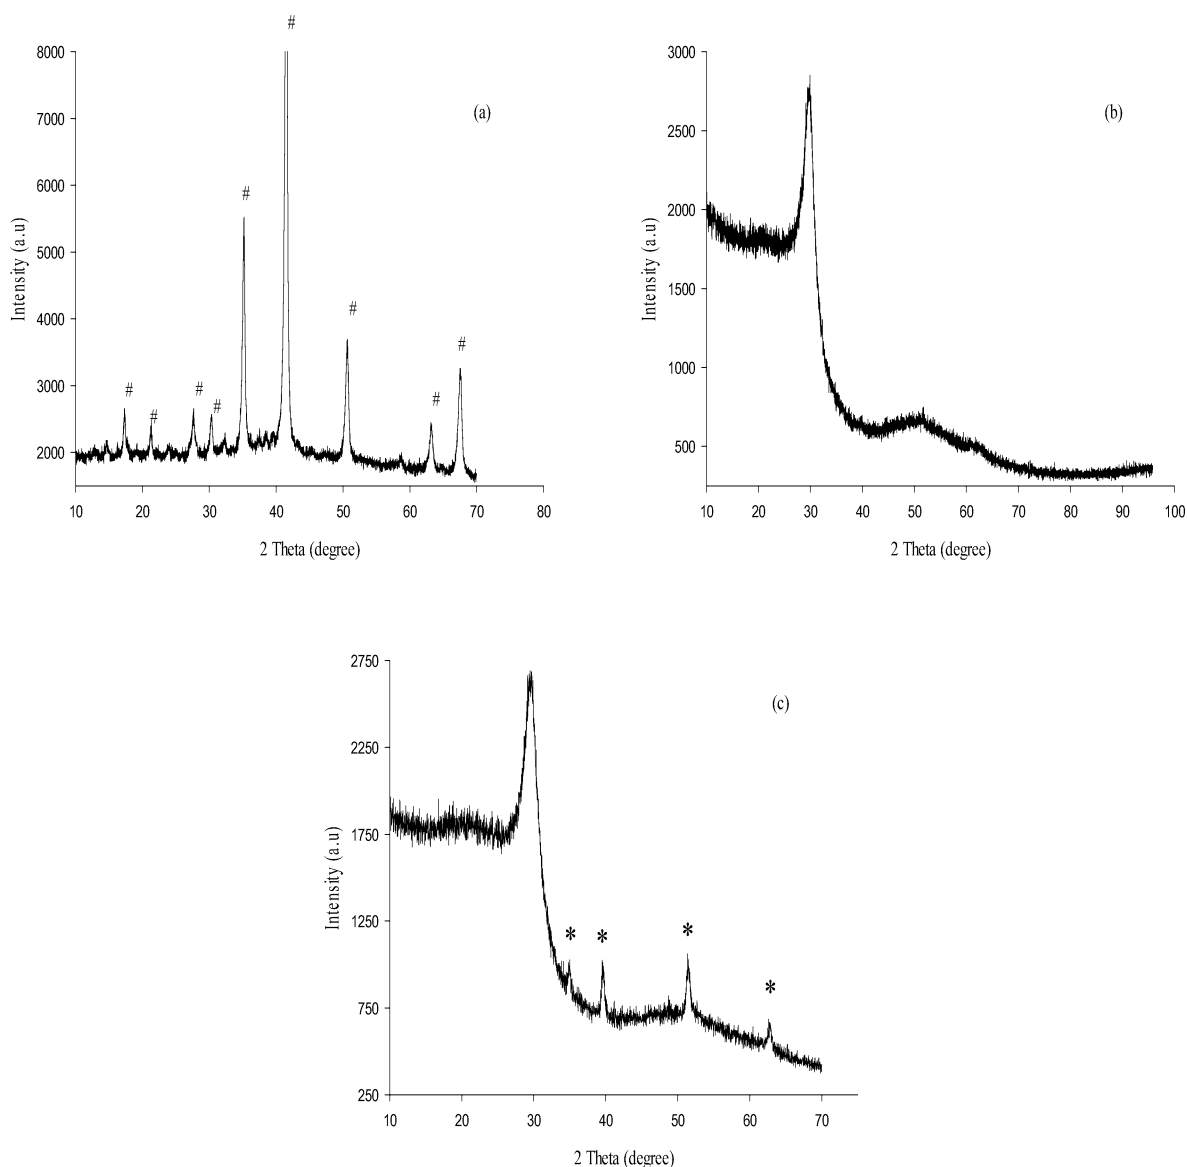 #
8000
(a)
7000
6000
#
5000
4000
#
#
3000
#
#
#
#
#
2000
Intensity (a.u)
10 20 30 40 50 60 70 80
2 Theta (degree)
3000
(b)
2500
2000
1500
1000
500
Intensity (a.u)
10 20 30 40 50 60 70 80 90 100
2 Theta (degree)
2750
(c)
2250
1750
1250
* * *
*
750
250
Intensity (a.u)
10 20 30 40 50 60 70
2 Theta (degree)